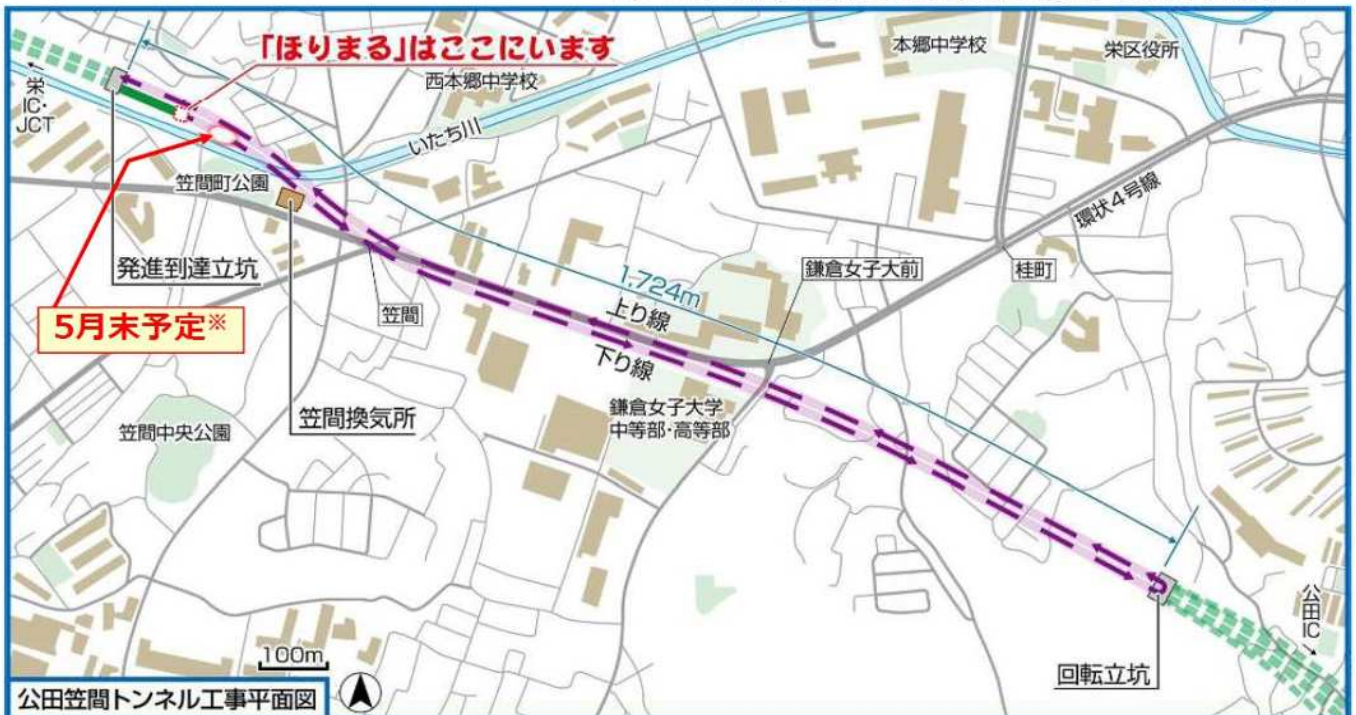 「ほりまる」はここにいます
本郷中学校
栄区役所
西本郷中学校
栄
IC・
JCT
いたち川
笠間町公園
環状4号線
発進到達立坑
鎌倉女子大前
桂町
1,724m
5月末予定※
笠間
上り線
下り線
笠間換気所
鎌倉女子大学
中等部・高等部
笠間中央公園
公田IC
100m
回転立坑
公田笠間トンネル工事平面図